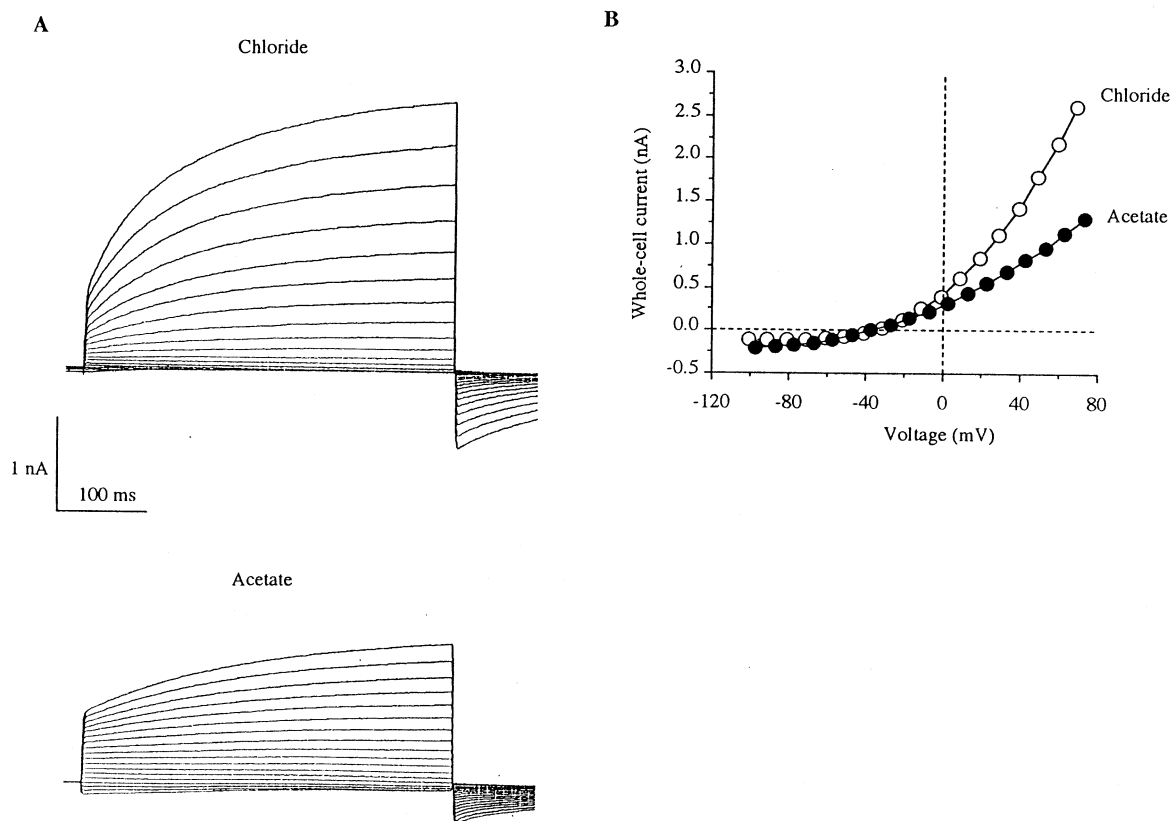 A
Chloride
1 nA
100 ms
Acetate
B
Whole-cell current (nA)
3.0
2.5
2.0
1.5
1.0
0.5
0.0
-0.5
-120
-80
-40
0
40
80
Voltage (mV)
Chloride
Acetate